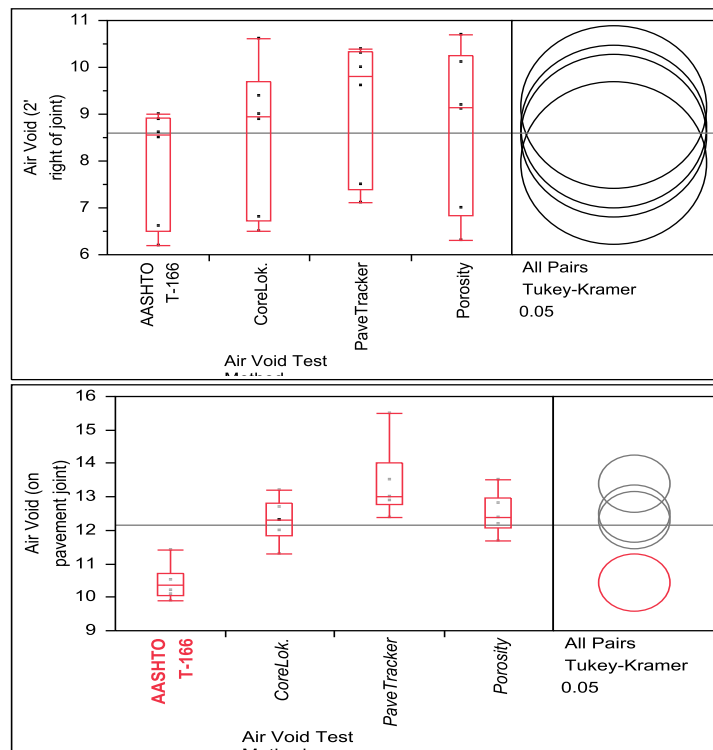 11
10
9
8
7
6
Air Void (2'
right of joint)
AASHTO
T-166
CoreLok.
PaveTracker
Porosity
Air Void Test
All Pairs
Tukey-Kramer
0.05
16
14
13
12
11
10
9
Air Void (on
pavement joint)
AASHTO
T-166
CoreLok.
PaveTracker
Porosity
Air Void Test
All Pairs
Tukey-Kramer
0.05